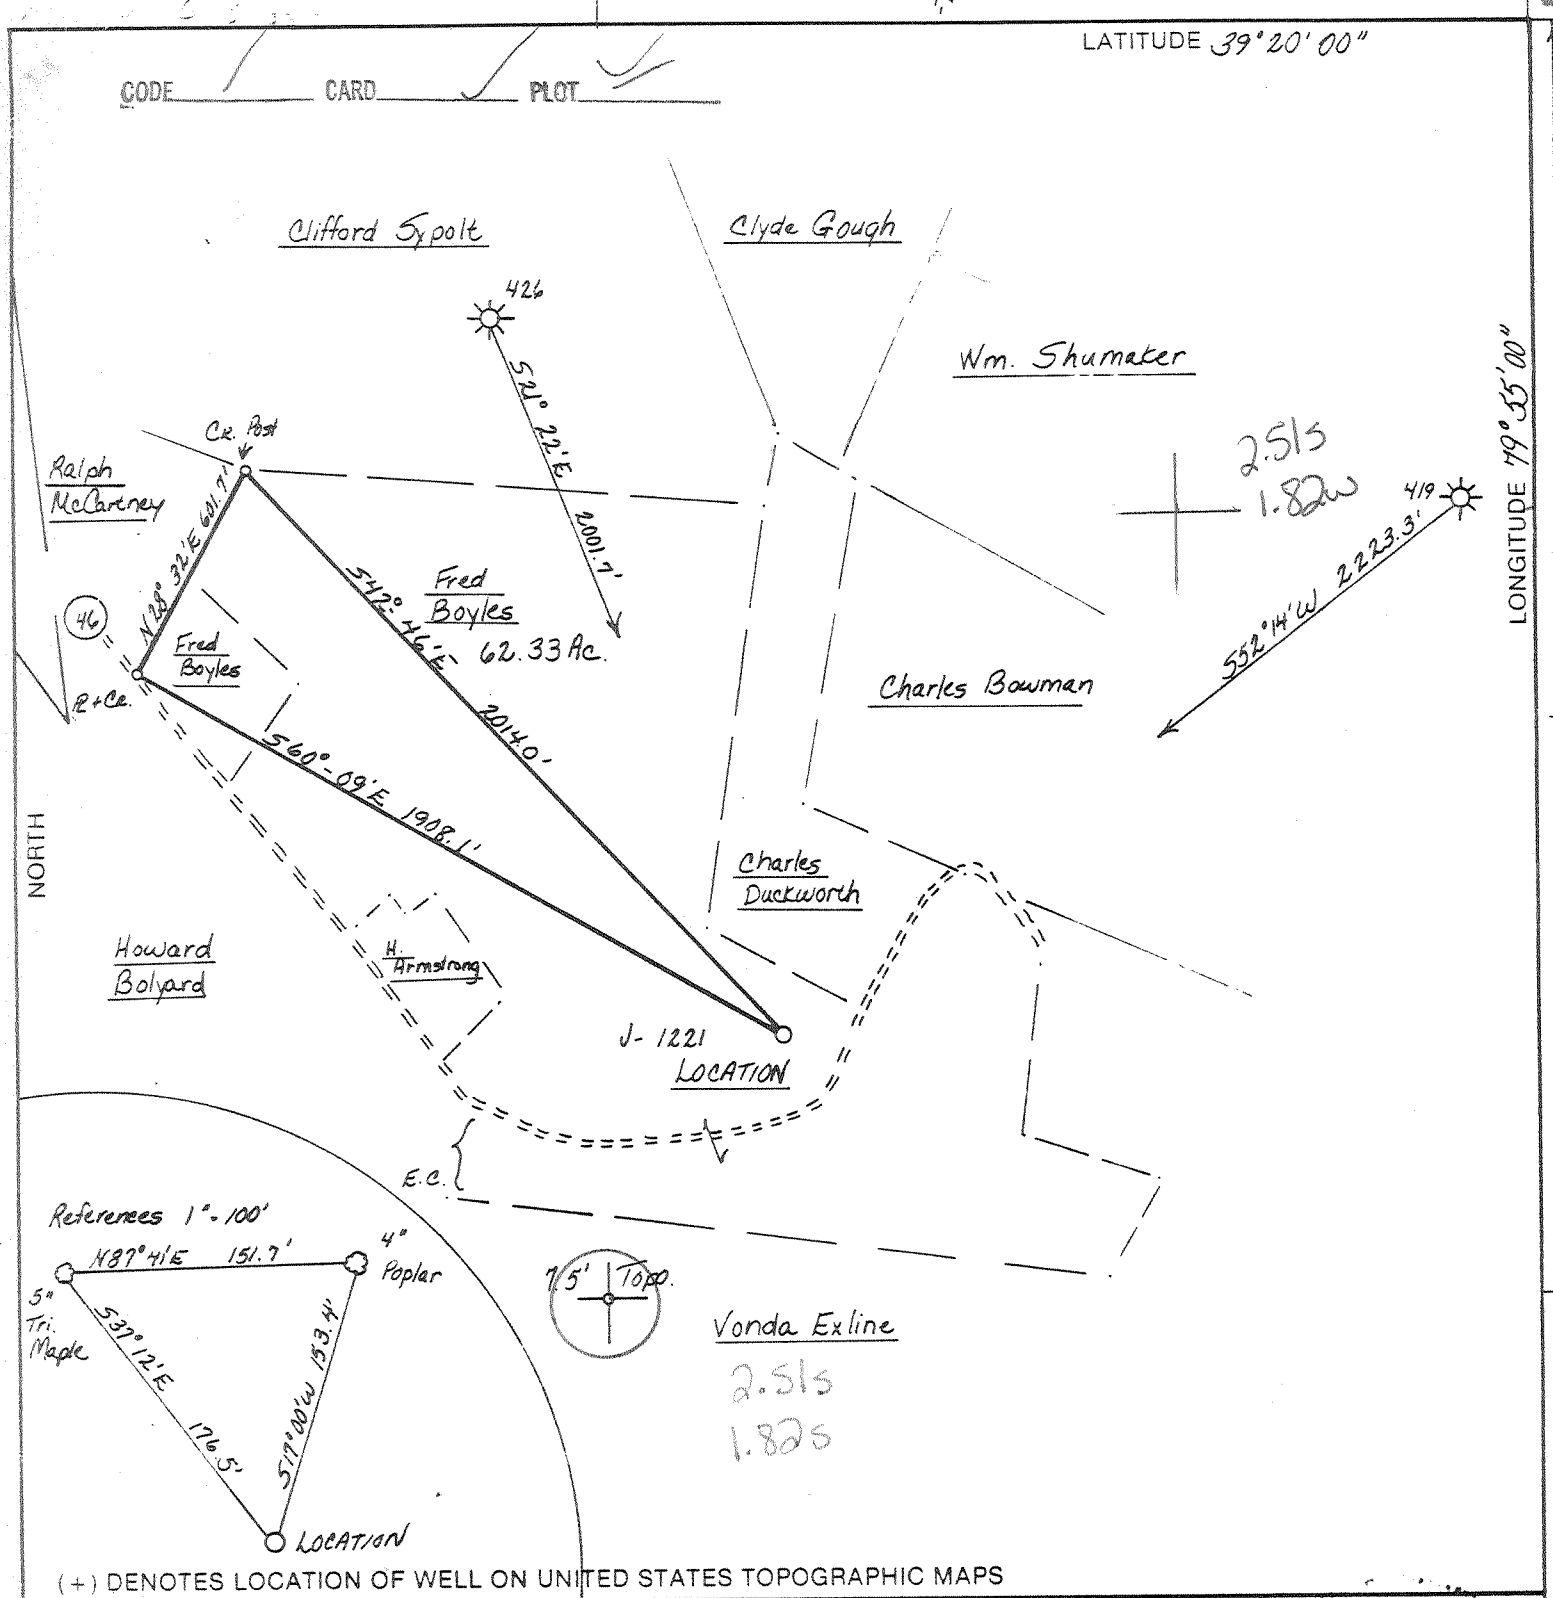 LATITUDE 39°20'00"
CODE CARD PLOT
Clifford Sypolt
Clyde Gough
426
Wm. Shumaker
LONGITUDE 79°55'00"
S21° 22'E 2001.7'
Ce. Post
2.51s
1.82w
419
Ralph
McCartney
N28° 32'E 601.7'
S52°14'W 2223.3'
Fred
Boyles
62.33 Ac.
S42°-46'E 2014.0'
46
Fred
Boyles
Charles Bowman
R+Ce.
S60°-09'E 1908.1'
NORTH
Charles
Duckworth
Howard
Bolyard
H.
Armstrong
J-1221
LOCATION
E.C.
References 1"-100'
N87°41'E 151.7'
4"
Poplar
5"
Tri.
Maple
S37°12'E 176.5'
S17°00'W 153.4'
LOCATION
7.5' Topo.
Vonda Exline
2.51s
1.82s
(+) DENOTES LOCATION OF WELL ON UNITED STATES TOPOGRAPHIC MAPS